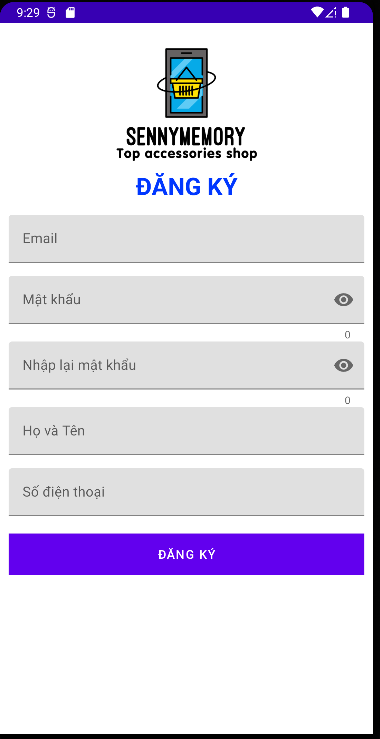 9:29
SENNYMEMORY
Top accessories shop
ĐĂNG KÝ
Email
Mật khẩu
0
Nhập lại mật khẩu
0
Họ và Tên
Số điện thoại
ĐĂNG KÝ